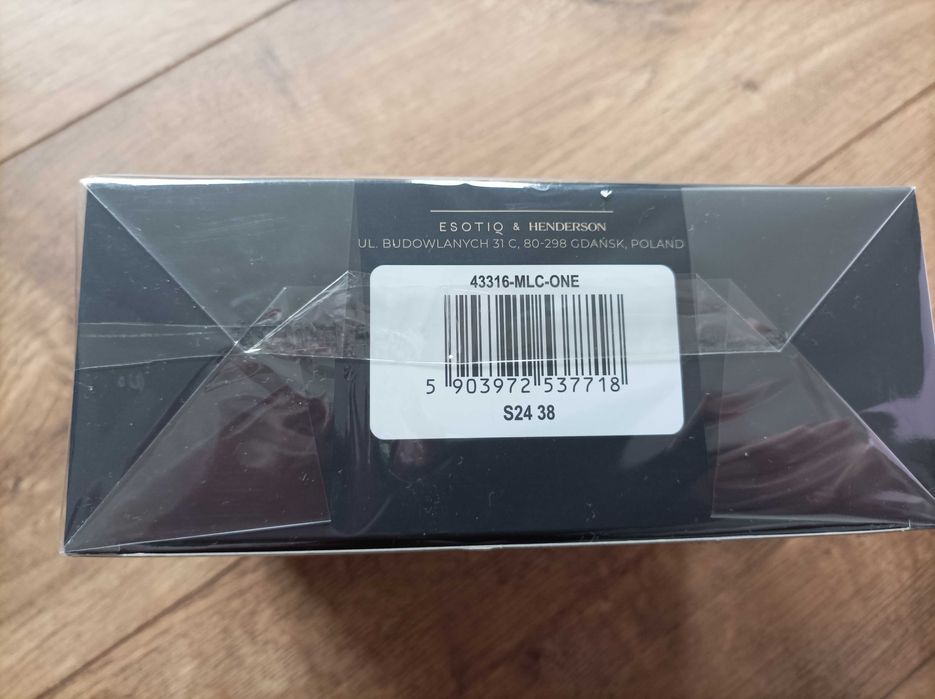 ESOTIQ & HENDERSON
UL. BUDOWLANYCH 31 C, 80-298 GDAŃSK, POLAND
43316-MLC-ONE
5 903972 537718
S24 38